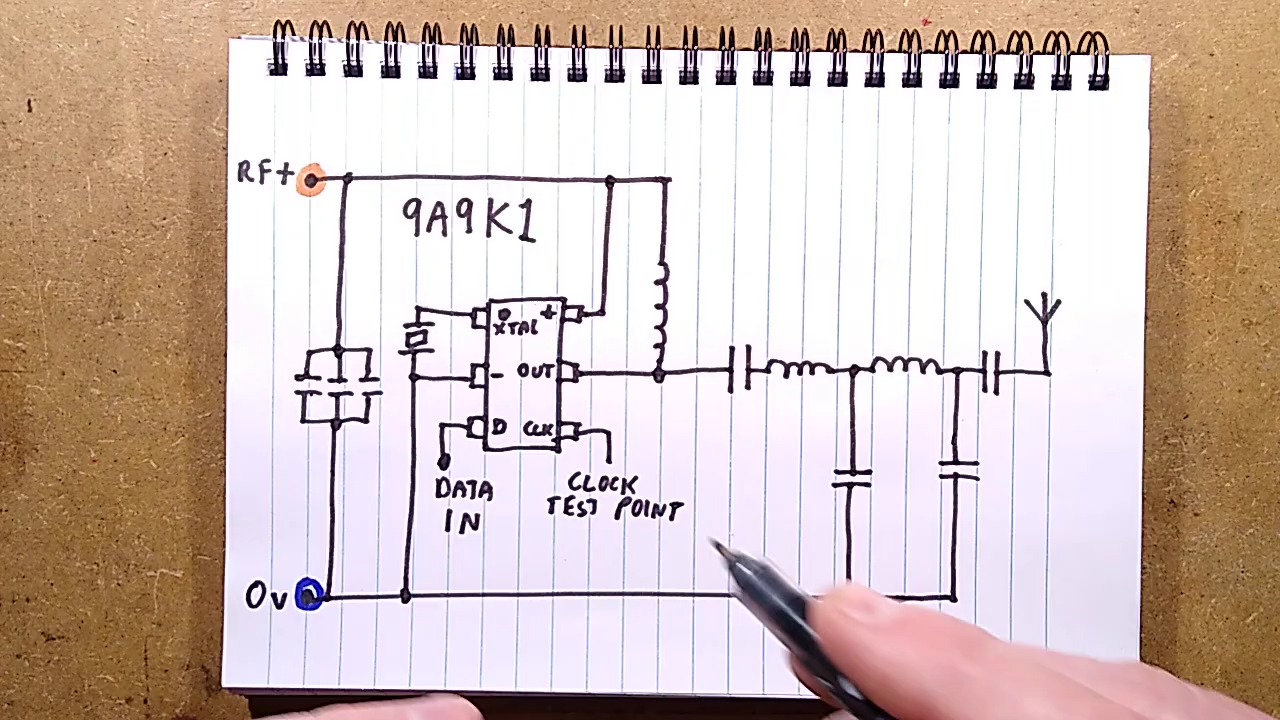 RF+
9A9K1
XTAL +
- OUT
D CLK
DATA
IN
CLOCK
TEST POINT
0v